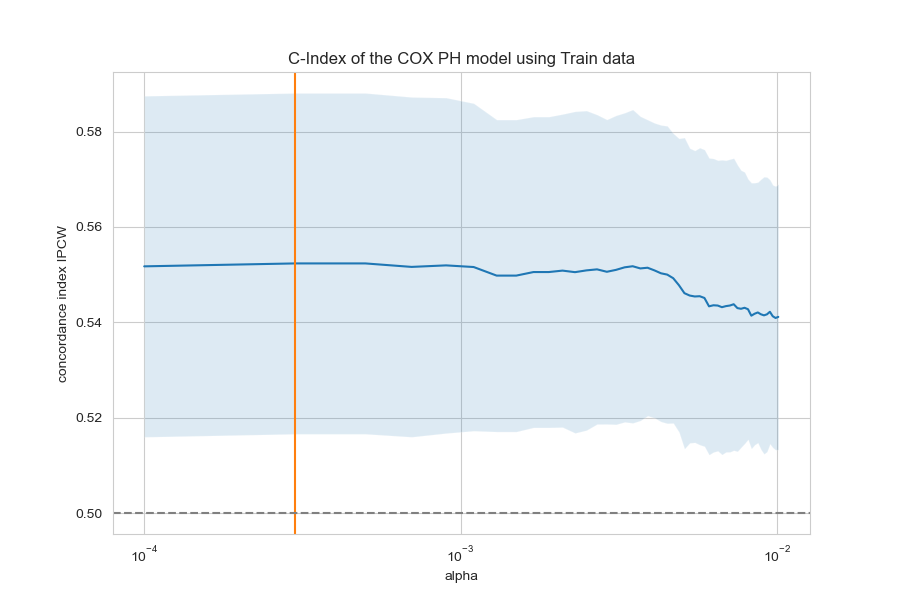 C-Index of the COX PH model using Train data
concordance index IPCW
0.58
0.56
0.54
0.52
0.50
10⁻⁴ 10⁻³ 10⁻²
alpha